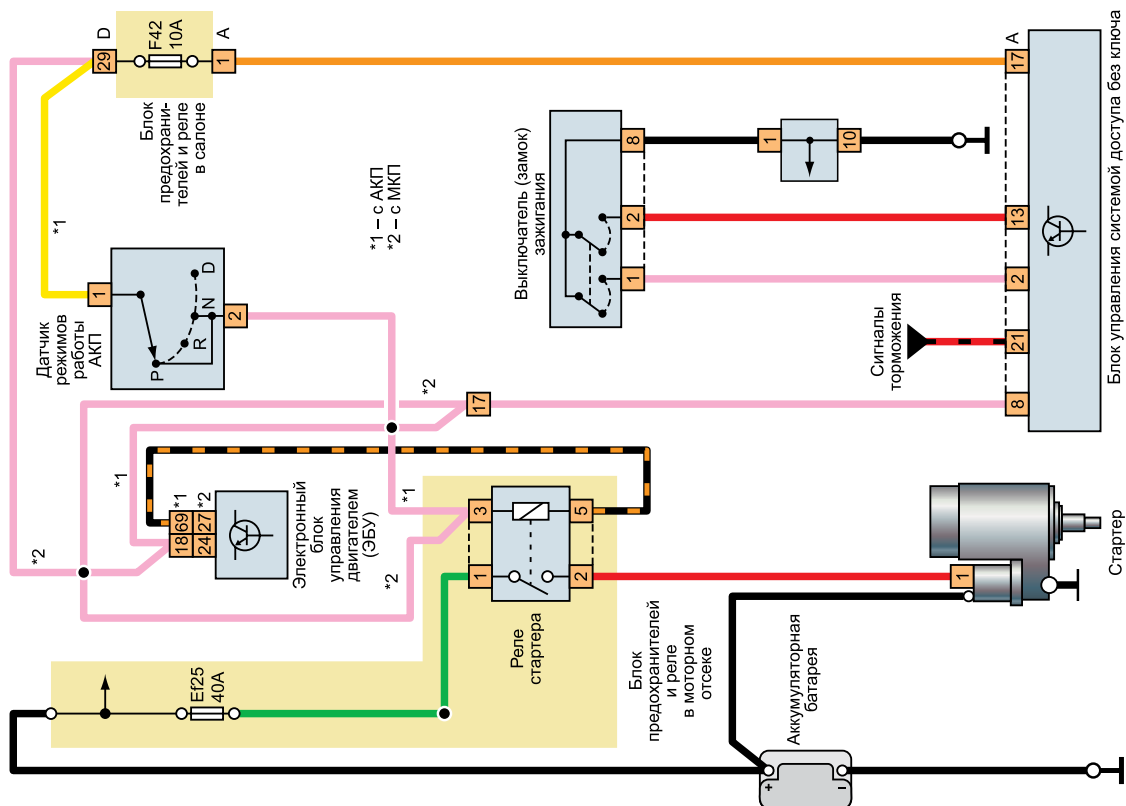 D
29
F42
10A
1
A
Блок
предохрани-
телей и реле
в салоне
*1
Датчик
режимов
работы
АКП
1
P
R
N
D
2
*1 – с АКП
*2 – с МКП
Выключатель (замок)
зажигания
8
2
1
1
10
A
17
13
2
21
8
Блок управления системой доступа без ключа
Сигналы
торможения
*2
17
*1
*2
18
69
*1
24
27
*2
Электронный
блок
управления
двигателем
(ЭБУ)
*1
*2
3
5
1
2
Реле
стартера
Ef25
40A
Блок
предохранителей
и реле
в моторном
отсеке
1
Стартер
Аккумуляторная
батарея
+
–